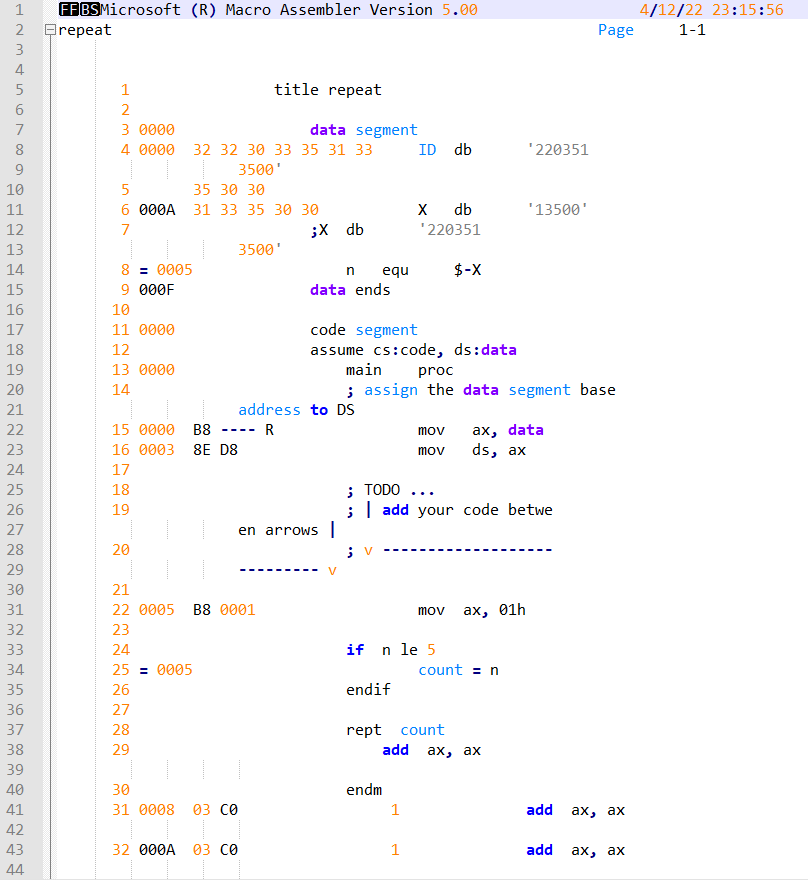 1 FFBSMicrosoft (R) Macro Assembler Version 5.00 4/12/22 23:15:56
2 repeat Page 1-1
3
4
5 1 title repeat
6 2
7 3 0000 data segment
8 4 0000 32 32 30 33 35 31 33 ID db '220351
9 3500'
10 5 35 30 30
11 6 000A 31 33 35 30 30 X db '13500'
12 7 ;X db '220351
13 3500'
14 8 = 0005 n equ $-X
15 9 000F data ends
16 10
17 11 0000 code segment
18 12 assume cs:code, ds:data
19 13 0000 main proc
20 14 ; assign the data segment base
21 address to DS
22 15 0000 B8 ---- R mov ax, data
23 16 0003 8E D8 mov ds, ax
24 17
25 18 ; TODO ...
26 19 ; | add your code betwe
27 en arrows |
28 20 ; v -------------------
29 --------- v
30 21
31 22 0005 B8 0001 mov ax, 01h
32 23
33 24 if n le 5
34 25 = 0005 count = n
35 26 endif
36 27
37 28 rept count
38 29 add ax, ax
39
40 30 endm
41 31 0008 03 C0 1 add ax, ax
42
43 32 000A 03 C0 1 add ax, ax
44